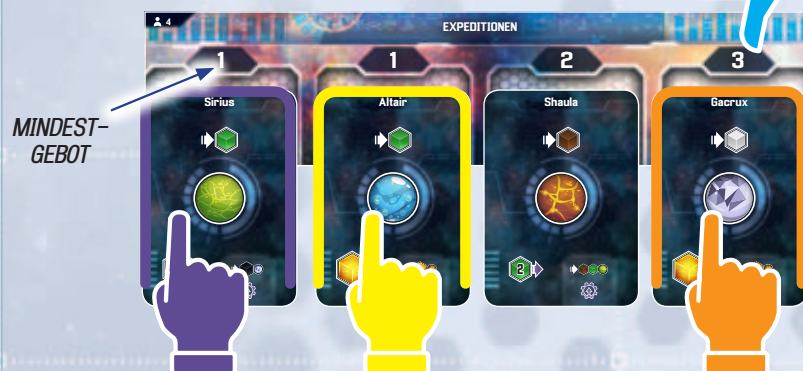 4
EXPEDITIONEN
1 1 2 3
Sirius Altair Shaula Gacrux
MINDEST-
GEBOT
2